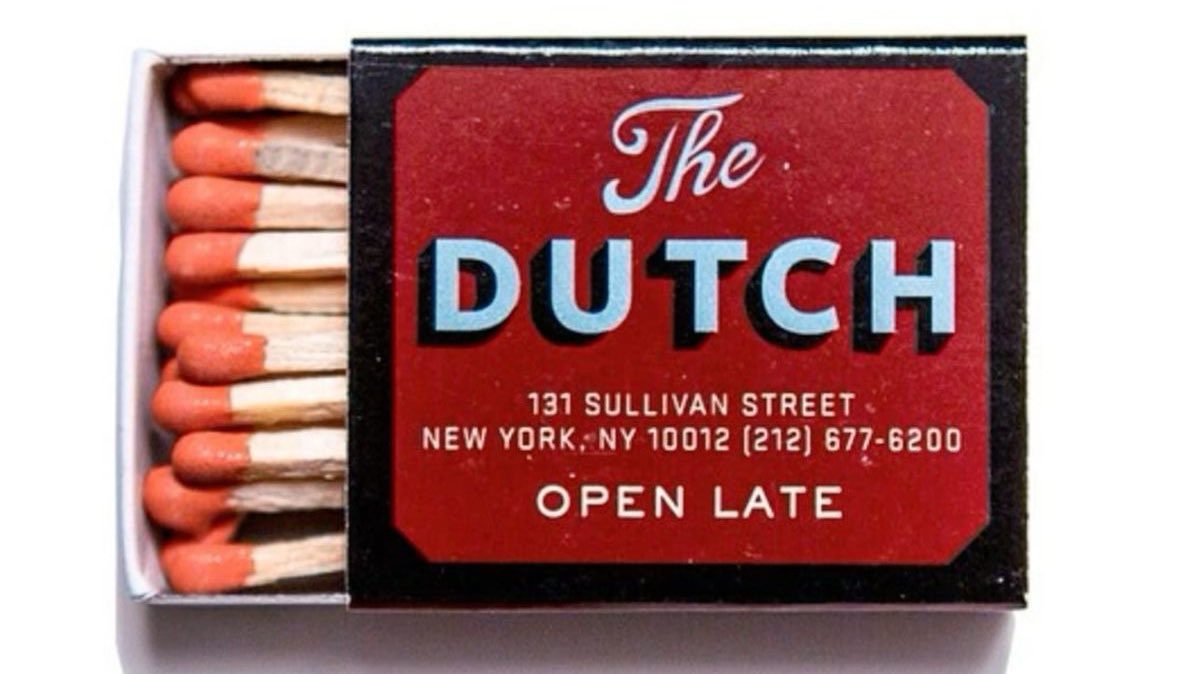 The
DUTCH
131 SULLIVAN STREET
NEW YORK, NY 10012 (212) 677-6200
OPEN LATE